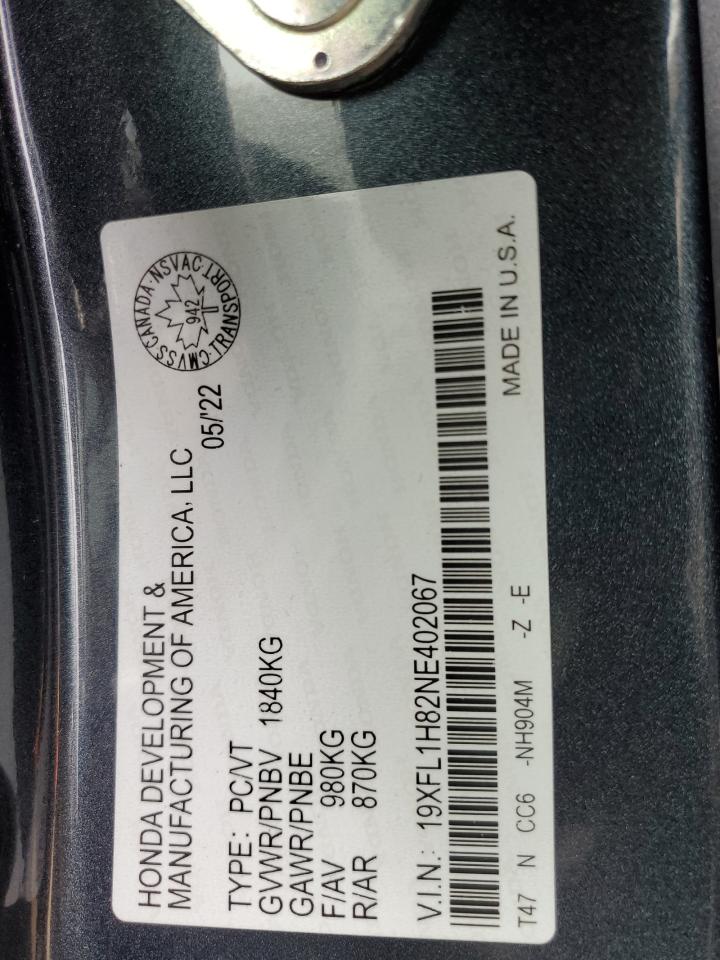 HONDA DEVELOPMENT &
MANUFACTURING OF AMERICA, LLC
05/'22
CMVSS CANADA · NSVAC TRANSPORT
942
TYPE: PC/VT
GVWR/PNBV 1840KG
GAWR/PNBE
F/AV 980KG
R/AR 870KG
V.I.N.: 19XFL1H82NE402067
MADE IN U.S.A.
T47 N CC6 -NH904M -Z -E